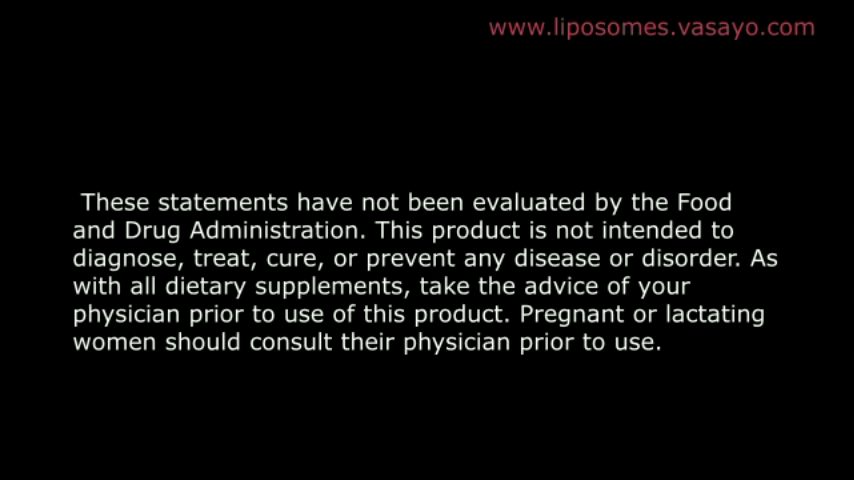 www.liposomes.vasayo.com
These statements have not been evaluated by the Food
and Drug Administration. This product is not intended to
diagnose, treat, cure, or prevent any disease or disorder. As
with all dietary supplements, take the advice of your
physician prior to use of this product. Pregnant or lactating
women should consult their physician prior to use.